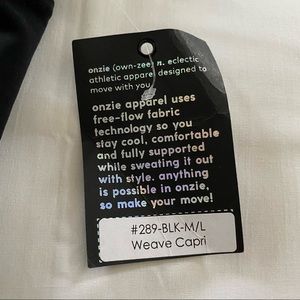 onzie (own-zee) n. eclectic
athletic apparel designed to
move with you
onzie apparel uses
free-flow fabric
technology so you
stay cool, comfortable
and fully supported
while sweating it out
with style. anything
is possible in onzie,
so make your move!
#289-BLK-M/L
Weave Capri